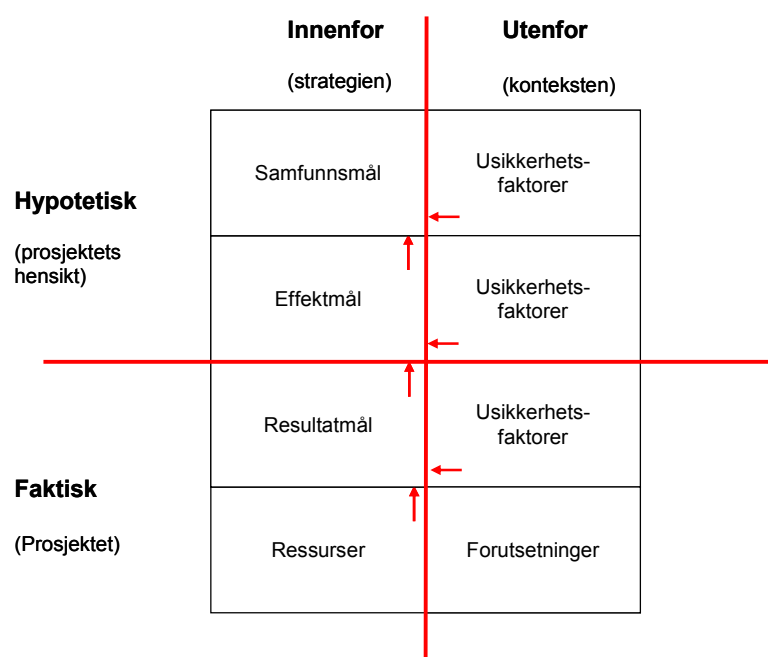 Innenfor
Utenfor
(strategien)
(konteksten)
Samfunnsmål
Usikkerhets-
faktorer
Hypotetisk
(prosjektets
hensikt)
Effektmål
Usikkerhets-
faktorer
Resultatmål
Usikkerhets-
faktorer
Faktisk
(Prosjektet)
Ressurser
Forutsetninger